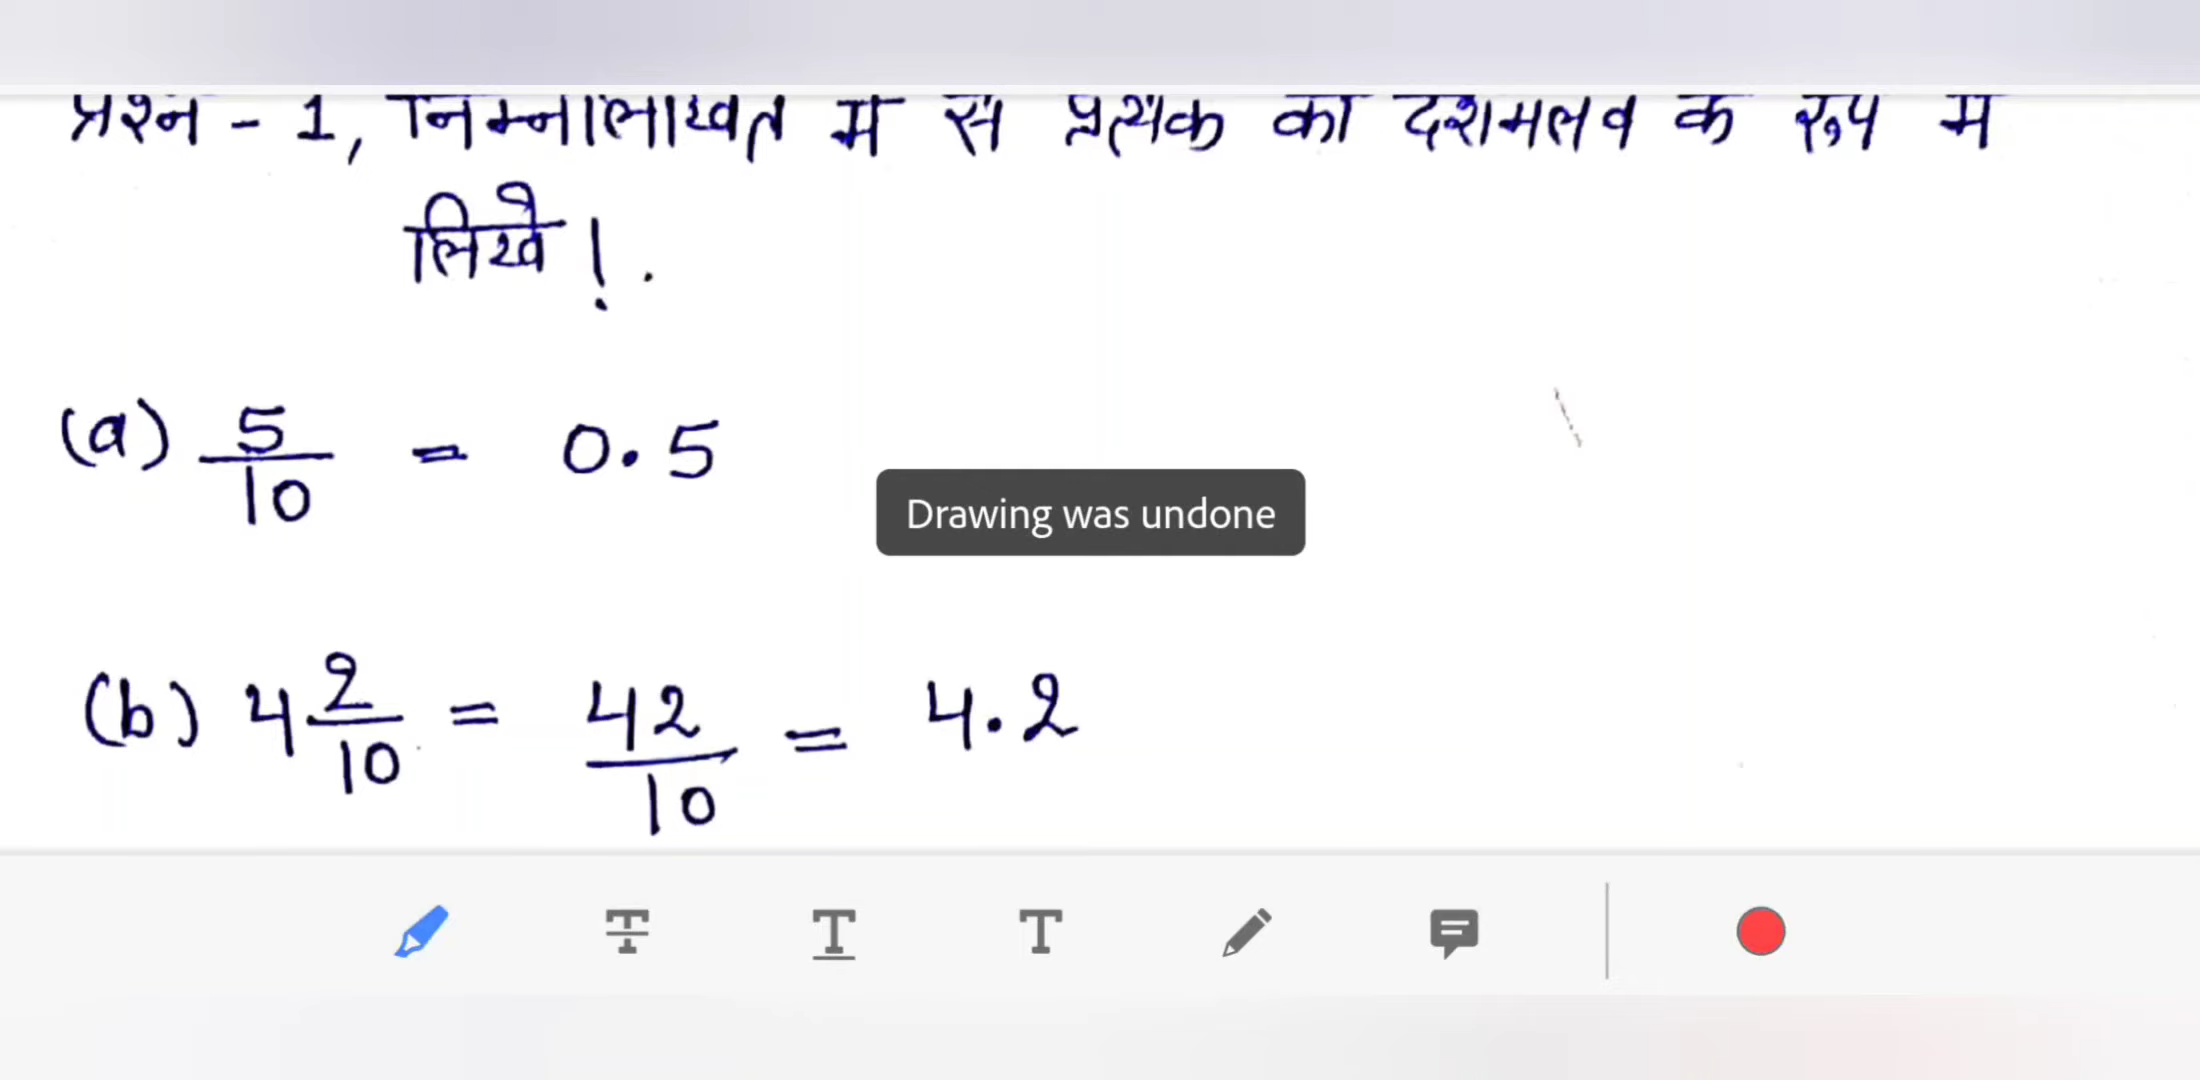 प्रश्न - 1, निम्नलिखित में से प्रत्येक को दशमलव के रूप में
लिखे !.
(a) 5/10 = 0.5
Drawing was undone
(b) 4 2/10 = 42/10 = 4.2